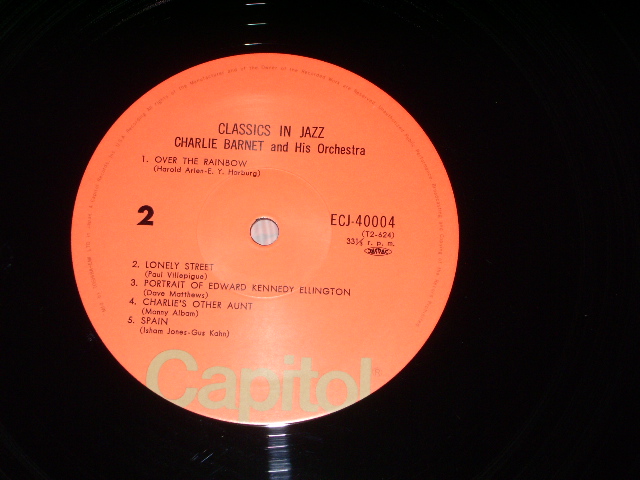 CLASSICS IN JAZZ
CHARLIE BARNET and His Orchestra
1. OVER THE RAINBOW
(Harold Arlen-E. Y. Harburg)
2
ECJ-40004
(T2-624)
33⅓ r. p. m.
2. LONELY STREET
(Paul Villepigue)
3. PORTRAIT OF EDWARD KENNEDY ELLINGTON
(Dave Matthews)
4. CHARLIE'S OTHER AUNT
(Manny Albam)
5. SPAIN
(Isham Jones-Gus Kahn)
Capitol
®